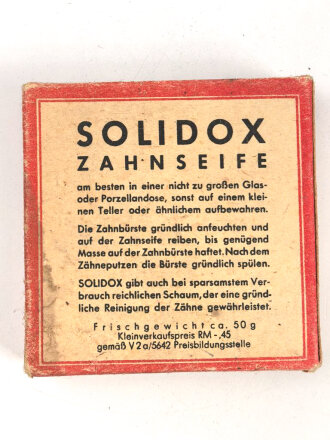 SOLIDOX
ZAHNSEIFE
am besten in einer nicht zu großen Glas-
oder Porzellandose, sonst auf einem klei-
nen Teller oder ähnlichem aufbewahren.
Die Zahnbürste gründlich anfeuchten und
auf der Zahnseife reiben, bis genügend
Masse auf der Zahnbürste haftet. Nach dem
Zähneputzen die Bürste gründlich spülen.
SOLIDOX gibt auch bei sparsamstem Ver-
brauch reichlichen Schaum, der eine gründ-
liche Reinigung der Zähne gewährleistet.
Frischgewicht ca. 50 g
Kleinverkaufspreis RM -,45
gemäß V2a/5642 Preisbildungsstelle